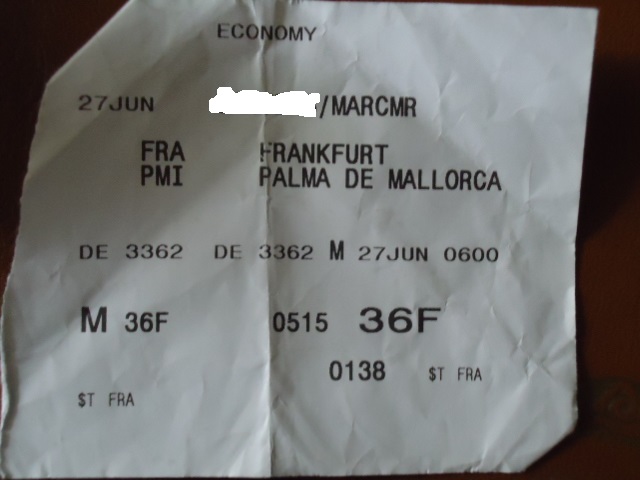 ECONOMY
27JUN /MARCMR
FRA FRANKFURT
PMI PALMA DE MALLORCA
DE 3362 DE 3362 M 27JUN 0600
M 36F 0515 36F
0138 $T FRA
$T FRA